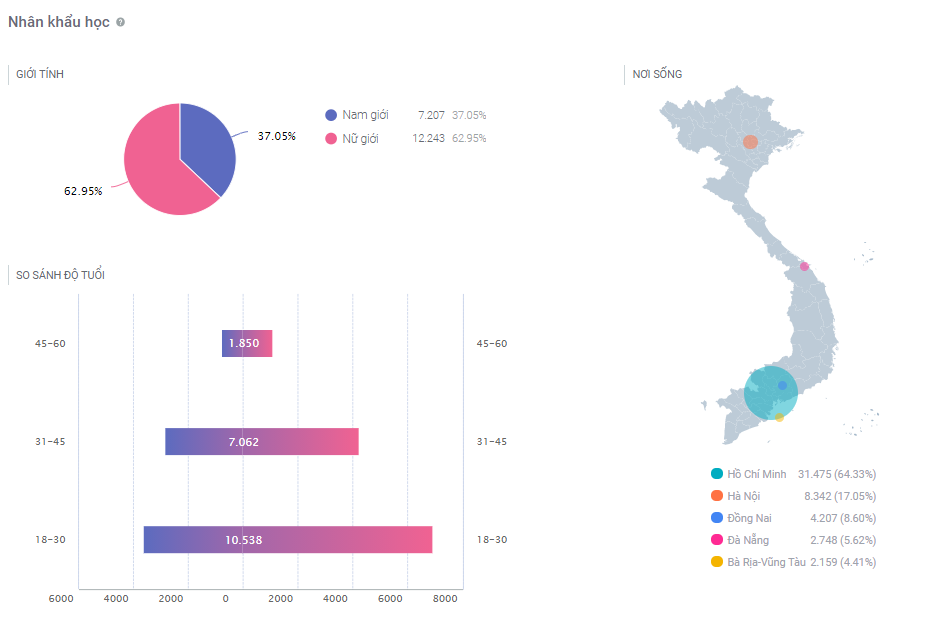 Nhân khẩu học ?
GIỚI TÍNH
Nam giới 7.207 37.05%
Nữ giới 12.243 62.95%
37.05%
62.95%
SO SÁNH ĐỘ TUỔI
45-60 1.850 45-60
31-45 7.062 31-45
18-30 10.538 18-30
6000 4000 2000 0 2000 4000 6000 8000
NƠI SỐNG
Hồ Chí Minh 31.475 (64.33%)
Hà Nội 8.342 (17.05%)
Đồng Nai 4.207 (8.60%)
Đà Nẵng 2.748 (5.62%)
Bà Rịa-Vũng Tàu 2.159 (4.41%)